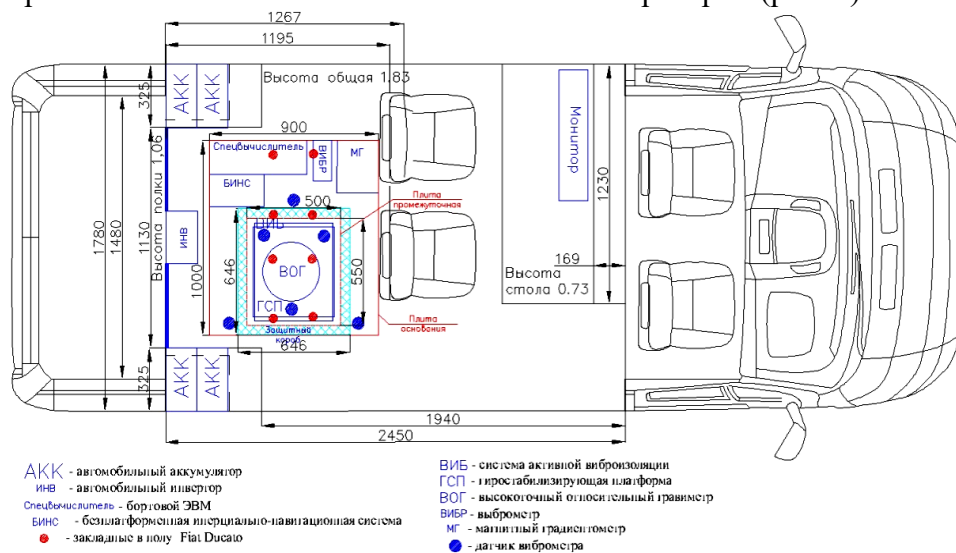 1267
1195
Высота общая 1.83
325
АКК
АКК
900
Спецвычислитель
ВИБР
МГ
БИНС
Плита
промежуточная
500
Монитор
1230
1780
1480
1130
Высота полки 1,06
инв
1000
646
ВИБ
ВОГ
550
ГСП
169
Высота
стола 0.73
Плита
основания
Защитный
короб
646
325
АКК
АКК
1940
2450
АКК - автомобильный аккумулятор
инв - автомобильный инвертор
Спецвычислитель - бортовой ЭВМ
БИНС - безплатформенная инерциально-навигационная система
- закладные в полу Fiat Ducato
ВИБ - система активной виброизоляции
ГСП - гиростабилизирующая платформа
ВОГ - высокоточный относительный гравиметр
ВИБР - выброметр
МГ - магнитный градиентометр
- датчик виброметра